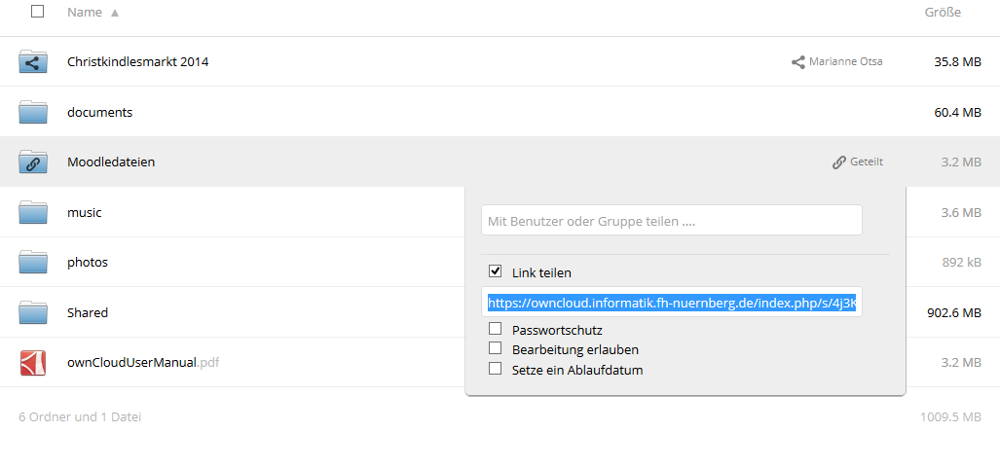 Name ▲ Größe
Christkindlesmarkt 2014 Marianne Otsa 35.8 MB
documents 60.4 MB
Moodledateien Geteilt 3.2 MB
music 3.6 MB
Mit Benutzer oder Gruppe teilen ....
photos 892 kB
Link teilen
https://owncloud.informatik.fh-nuernberg.de/index.php/s/4j3K
Shared 902.6 MB
Passwortschutz
Bearbeitung erlauben
ownCloudUserManual.pdf 3.2 MB
Setze ein Ablaufdatum
6 Ordner und 1 Datei 1009.5 MB